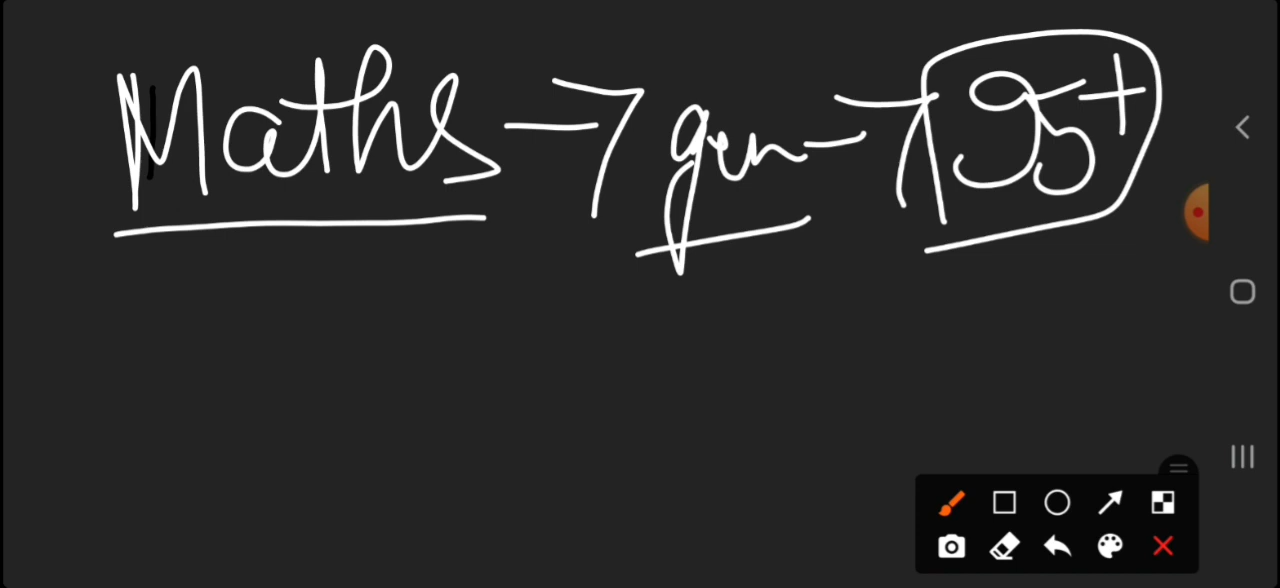 Maths → gen → 95+